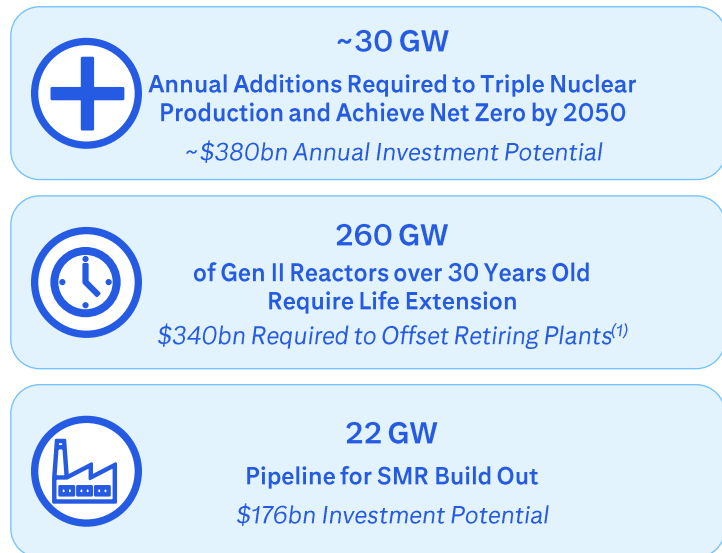 ~30 GW
Annual Additions Required to Triple Nuclear
Production and Achieve Net Zero by 2050
~$380bn Annual Investment Potential
260 GW
of Gen II Reactors over 30 Years Old
Require Life Extension
$340bn Required to Offset Retiring Plants(1)
22 GW
Pipeline for SMR Build Out
$176bn Investment Potential